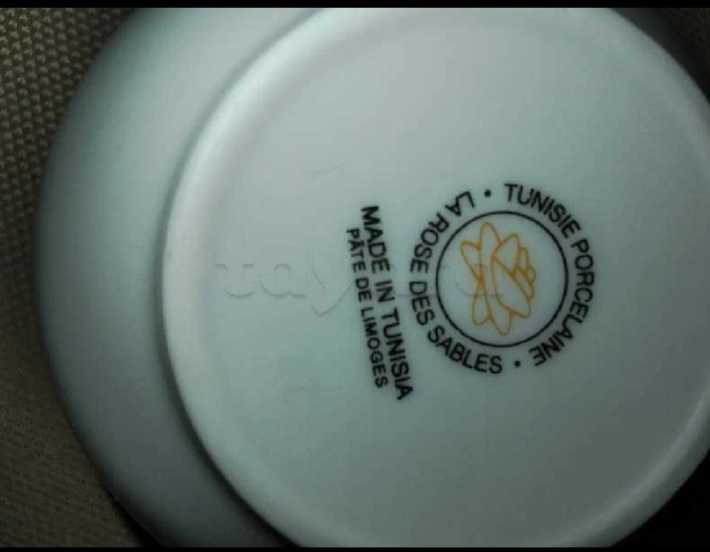 TUNISIE PORCELAINE •
LA ROSE DES SABLES •
MADE IN TUNISIA
PÂTE DE LIMOGES